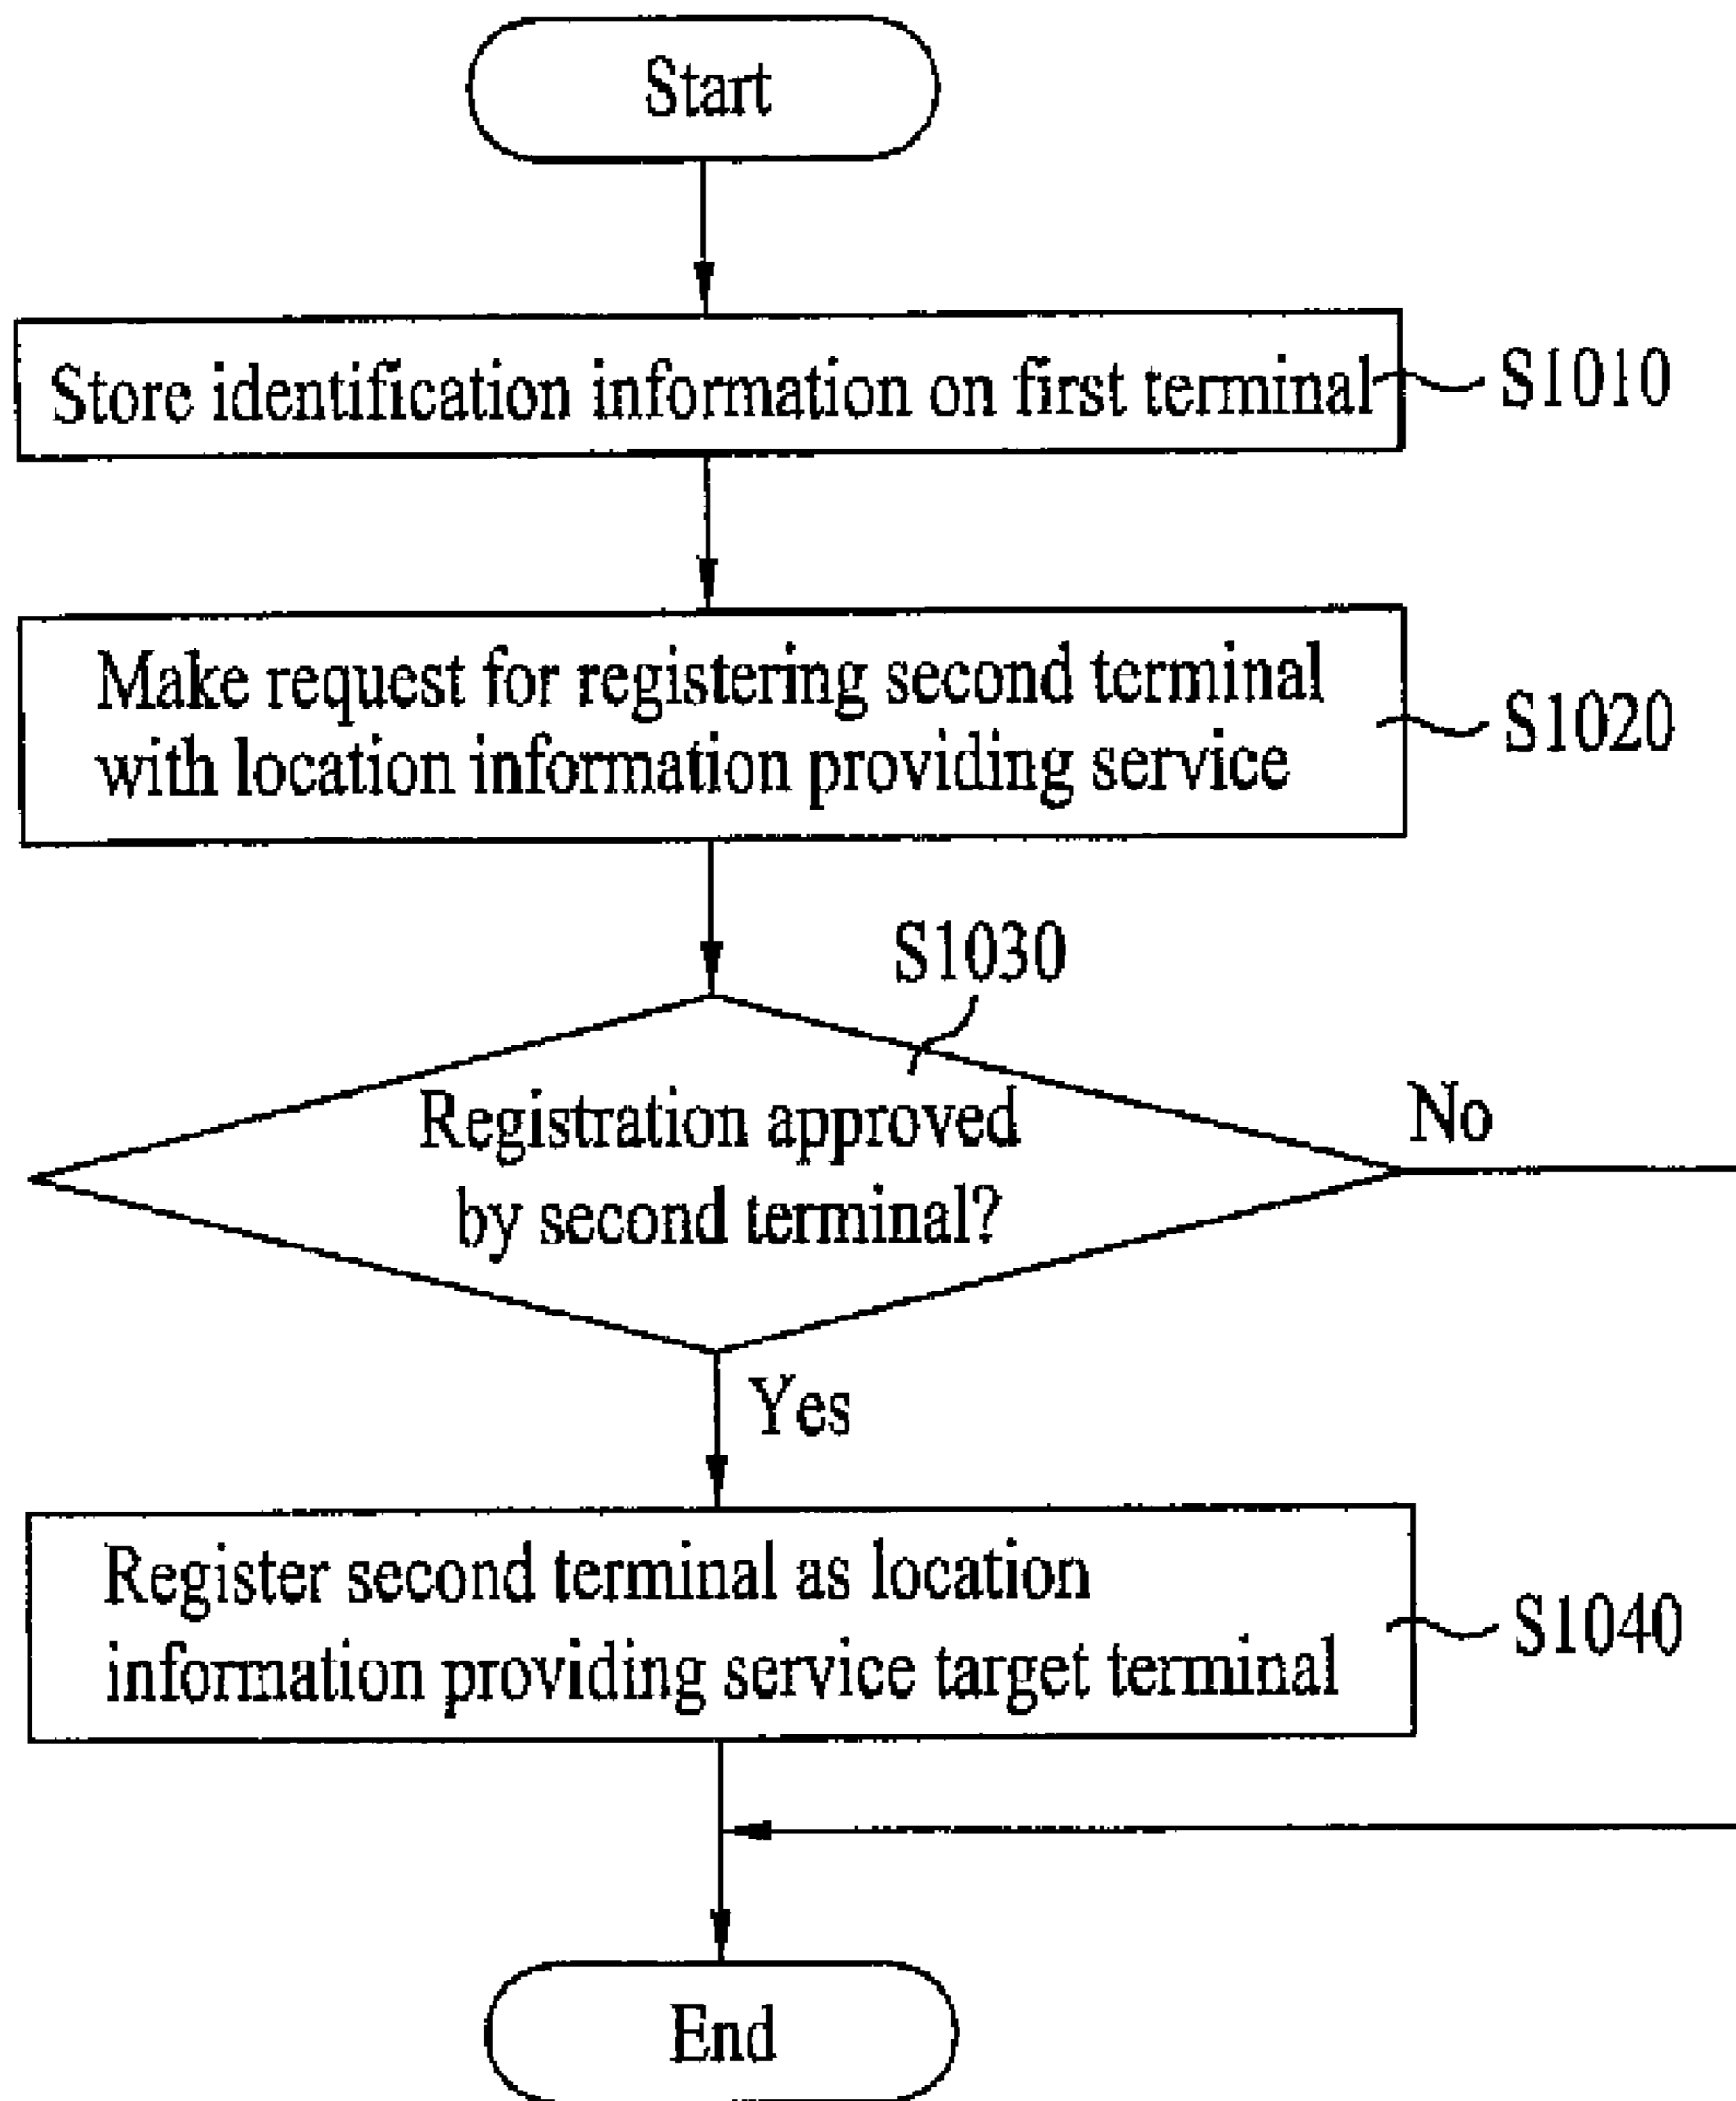 Start
Store identification information on first terminal
S1010
Make request for registering second terminal
with location information providing service
S1020
S1030
Registration approved
by second terminal?
No
Yes
Register second terminal as location
information providing service target terminal
S1040
End